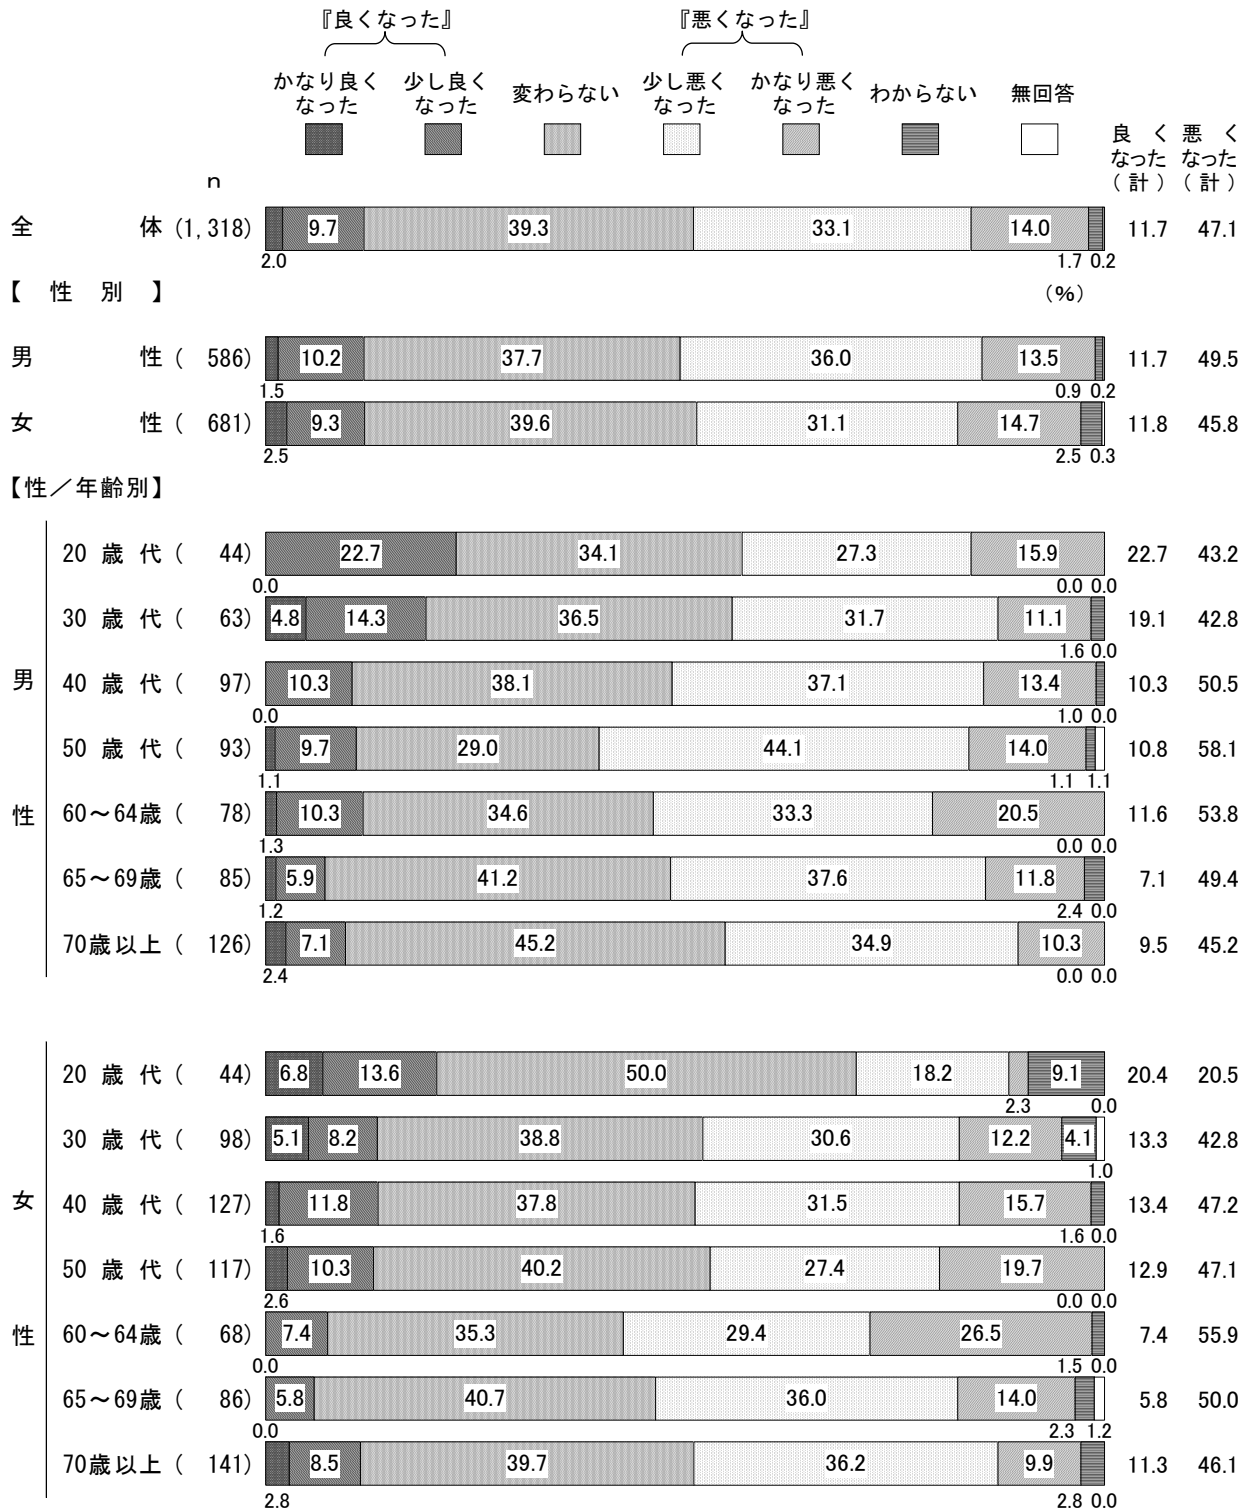 『良くなった』 『悪くなった』
かなり良く 少し良く 変わらない 少し悪く かなり悪く わからない 無回答
なった なった なった なった
良く 悪く
なった なった
n (計) (計)
全体 (1,318) 9.7 39.3 33.1 14.0 11.7 47.1
2.0 1.7 0.2
【性別】 (%)
男性 ( 586) 10.2 37.7 36.0 13.5 11.7 49.5
1.5 0.9 0.2
女性 ( 681) 9.3 39.6 31.1 14.7 11.8 45.8
2.5 2.5 0.3
【性/年齢別】
男性
20歳代 ( 44) 22.7 34.1 27.3 15.9 22.7 43.2
0.0 0.0 0.0
30歳代 ( 63) 4.8 14.3 36.5 31.7 11.1 19.1 42.8
1.6 0.0
40歳代 ( 97) 10.3 38.1 37.1 13.4 10.3 50.5
0.0 1.0 0.0
50歳代 ( 93) 9.7 29.0 44.1 14.0 10.8 58.1
1.1 1.1 1.1
60~64歳 ( 78) 10.3 34.6 33.3 20.5 11.6 53.8
1.3 0.0 0.0
65~69歳 ( 85) 5.9 41.2 37.6 11.8 7.1 49.4
1.2 2.4 0.0
70歳以上 ( 126) 7.1 45.2 34.9 10.3 9.5 45.2
2.4 0.0 0.0
女性
20歳代 ( 44) 6.8 13.6 50.0 18.2 9.1 20.4 20.5
2.3 0.0
30歳代 ( 98) 5.1 8.2 38.8 30.6 12.2 4.1 13.3 42.8
1.0
40歳代 ( 127) 11.8 37.8 31.5 15.7 13.4 47.2
1.6 1.6 0.0
50歳代 ( 117) 10.3 40.2 27.4 19.7 12.9 47.1
2.6 0.0 0.0
60~64歳 ( 68) 7.4 35.3 29.4 26.5 7.4 55.9
0.0 1.5 0.0
65~69歳 ( 86) 5.8 40.7 36.0 14.0 5.8 50.0
0.0 2.3 1.2
70歳以上 ( 141) 8.5 39.7 36.2 9.9 11.3 46.1
2.8 2.8 0.0